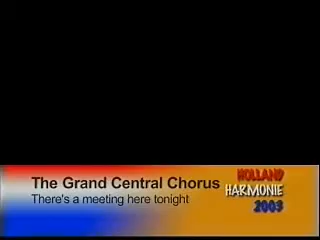 The Grand Central Chorus
There's a meeting here tonight
HOLLAND
HARMONIE
2003